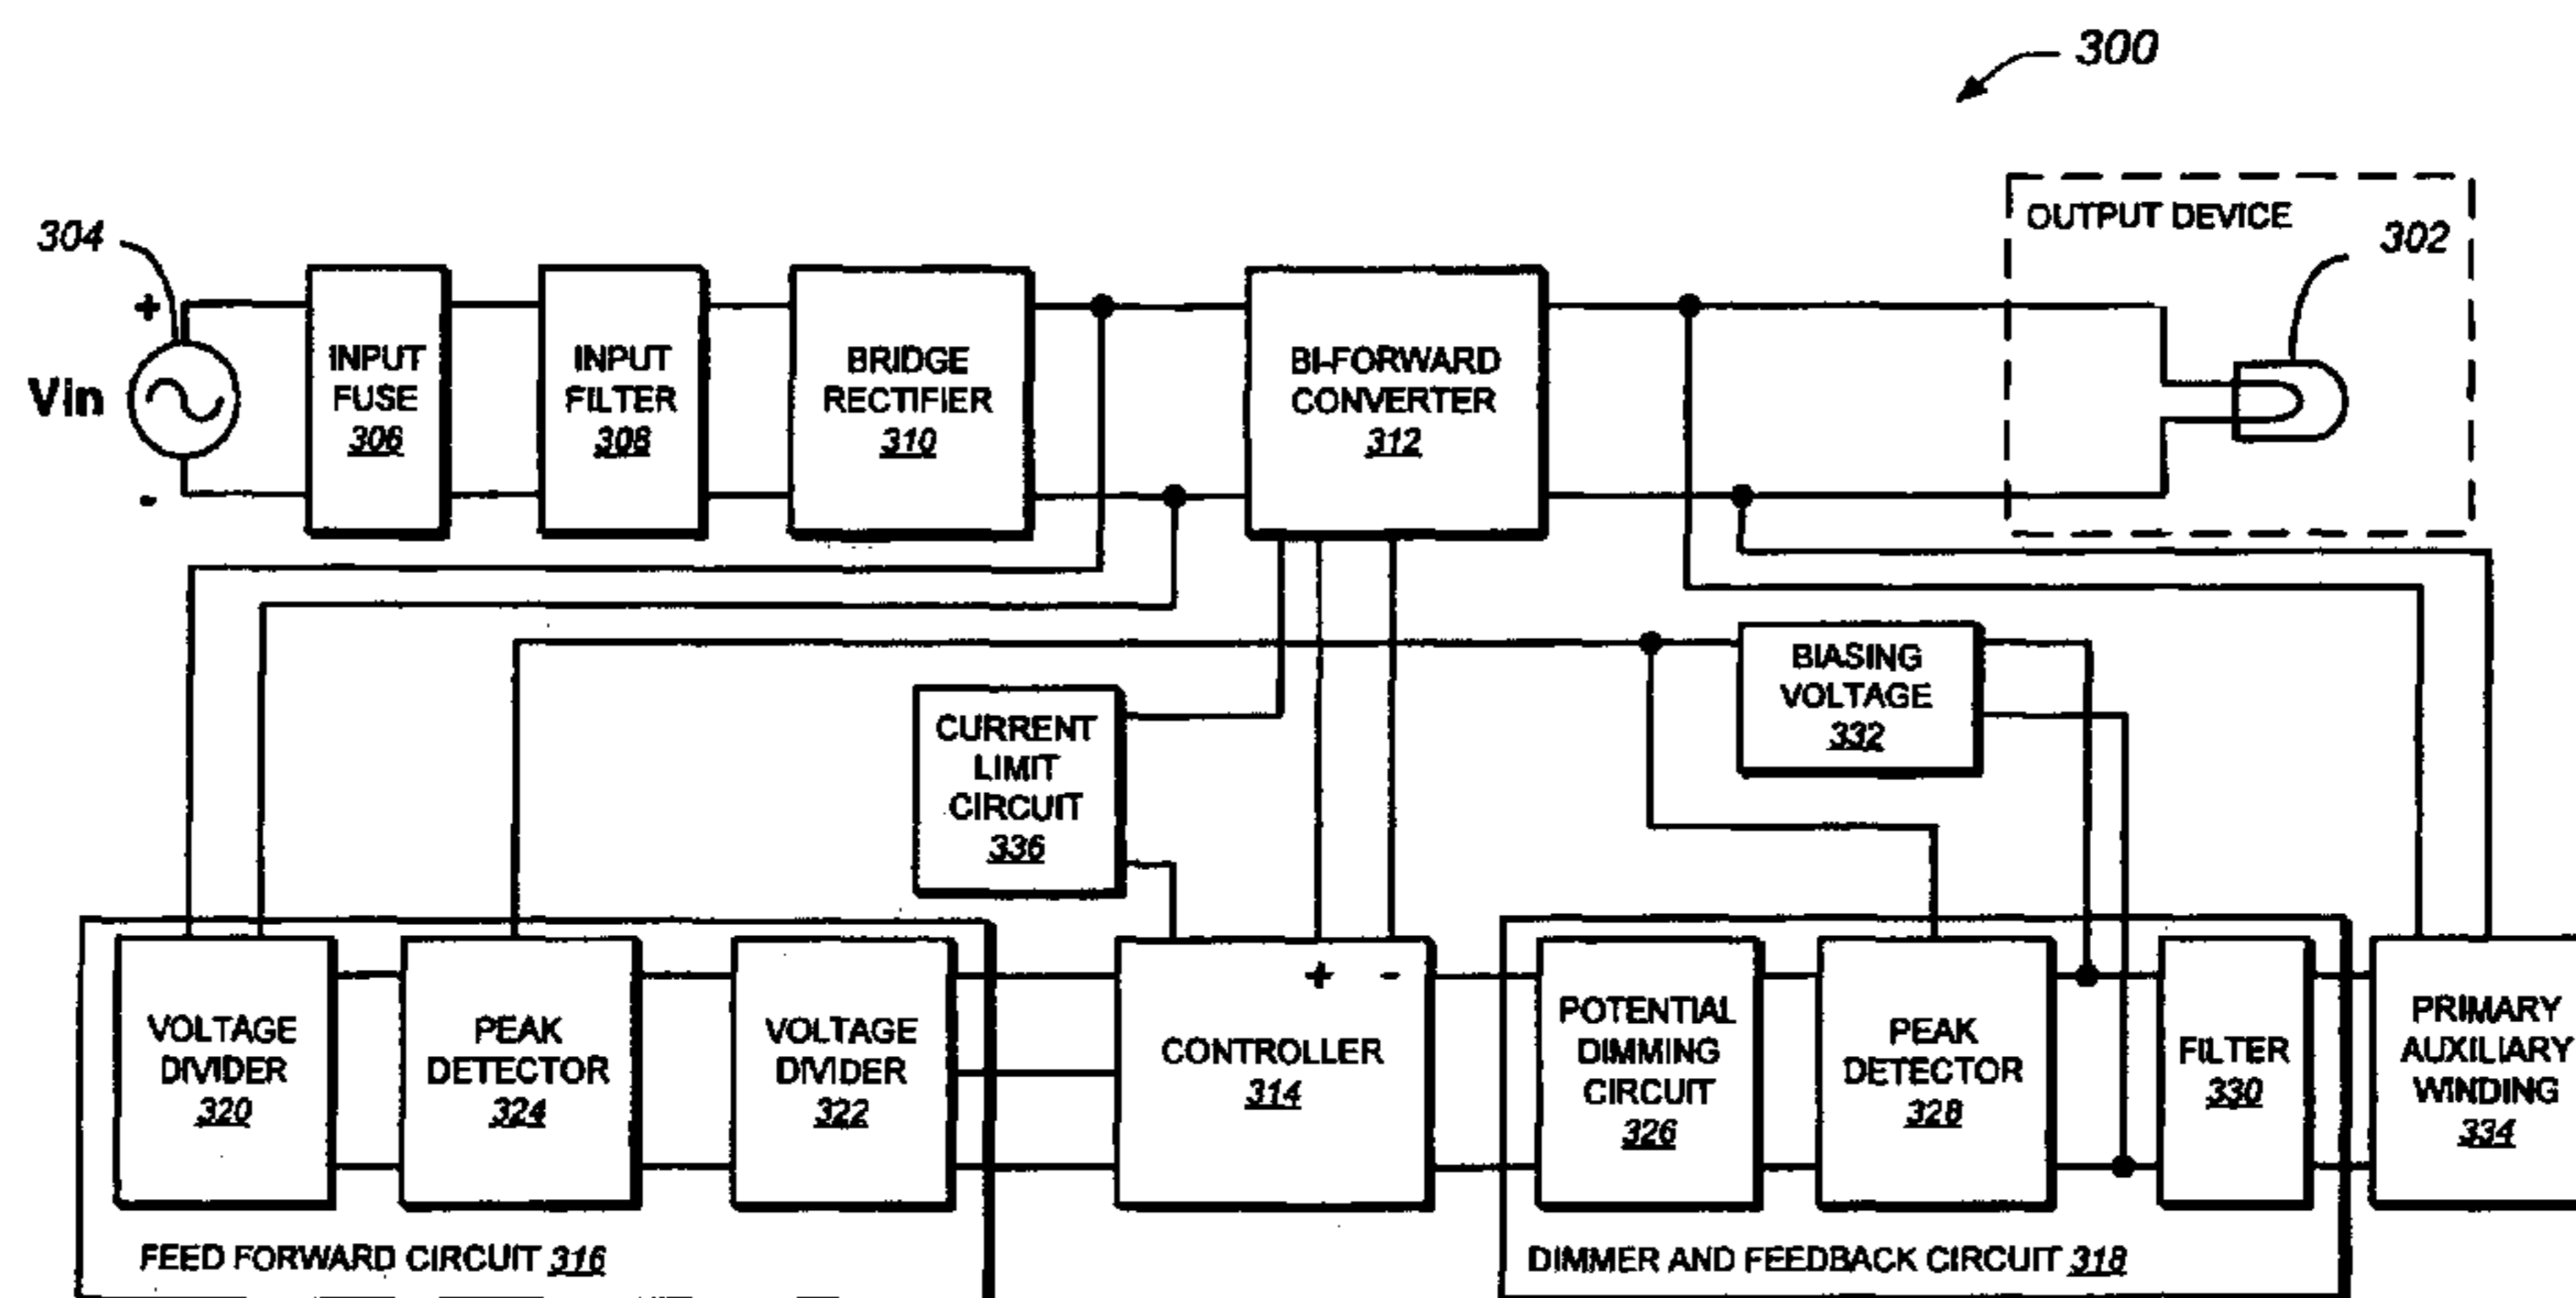 300
304
+
Vin
-
INPUT
FUSE
306
INPUT
FILTER
308
BRIDGE
RECTIFIER
310
BI-FORWARD
CONVERTER
312
OUTPUT DEVICE
302
BIASING
VOLTAGE
332
CURRENT
LIMIT
CIRCUIT
336
VOLTAGE
DIVIDER
320
PEAK
DETECTOR
324
VOLTAGE
DIVIDER
322
+ -
CONTROLLER
314
POTENTIAL
DIMMING
CIRCUIT
326
PEAK
DETECTOR
328
FILTER
330
PRIMARY
AUXILIARY
WINDING
334
FEED FORWARD CIRCUIT 316
DIMMER AND FEEDBACK CIRCUIT 318